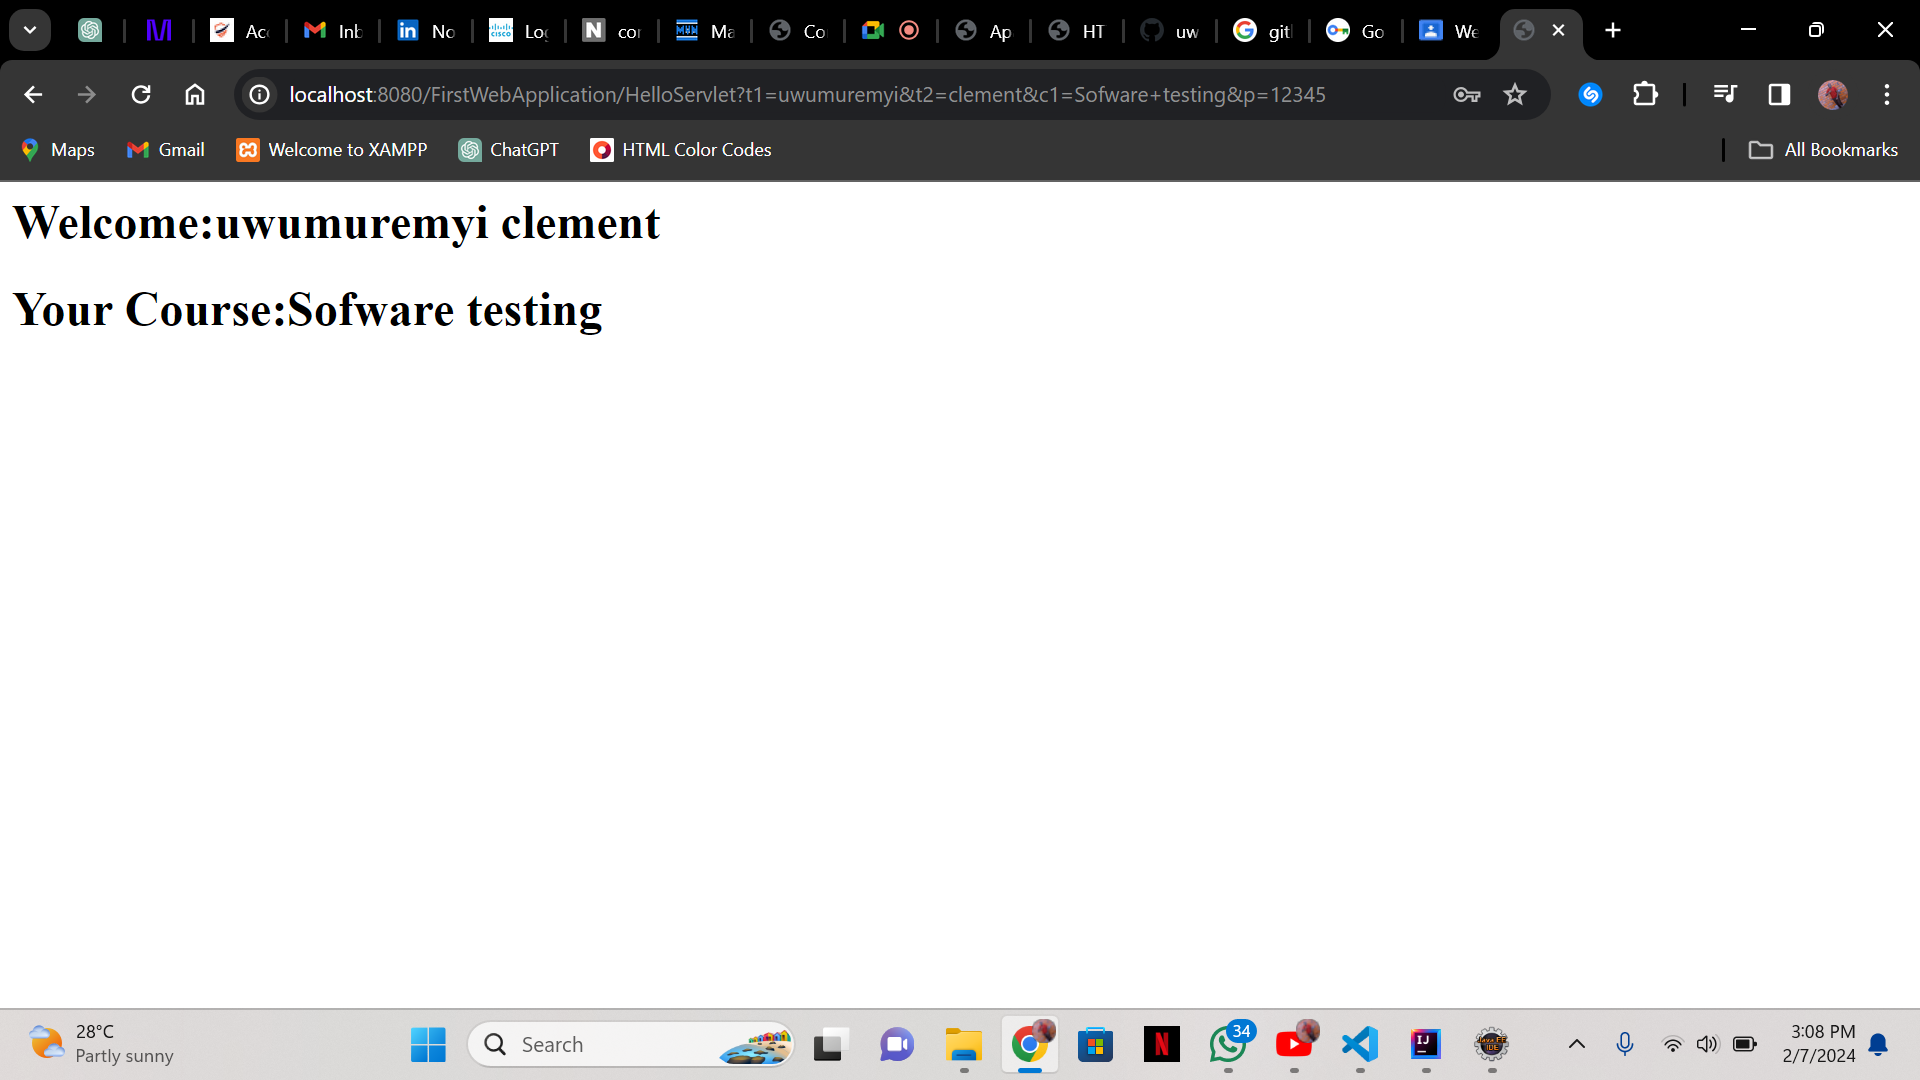 Acc
Inb
No
Log
cor
Ma
Co
Ap
HT
uw
git
Go
We
localhost:8080/FirstWebApplication/HelloServlet?t1=uwumuremyi&t2=clement&c1=Sofware+testing&p=12345
Maps
Gmail
Welcome to XAMPP
ChatGPT
HTML Color Codes
All Bookmarks
Welcome:uwumuremyi clement
Your Course:Sofware testing
28°C
Partly sunny
Search
34
3:08 PM
2/7/2024